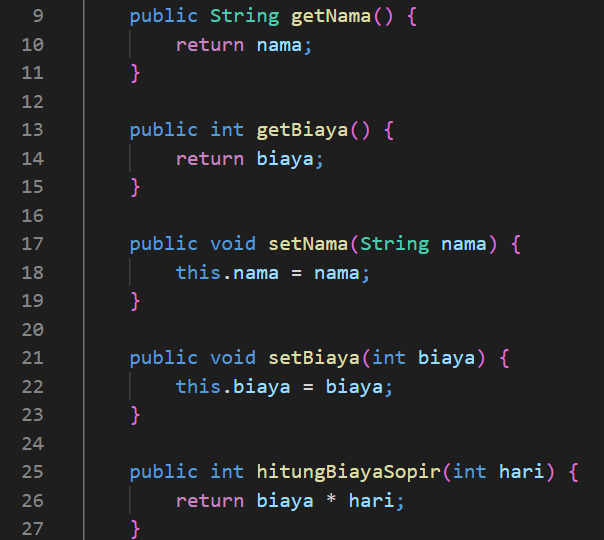 9 public String getNama() {
10 return nama;
11 }
12
13 public int getBiaya() {
14 return biaya;
15 }
16
17 public void setNama(String nama) {
18 this.nama = nama;
19 }
20
21 public void setBiaya(int biaya) {
22 this.biaya = biaya;
23 }
24
25 public int hitungBiayaSopir(int hari) {
26 return biaya * hari;
27 }